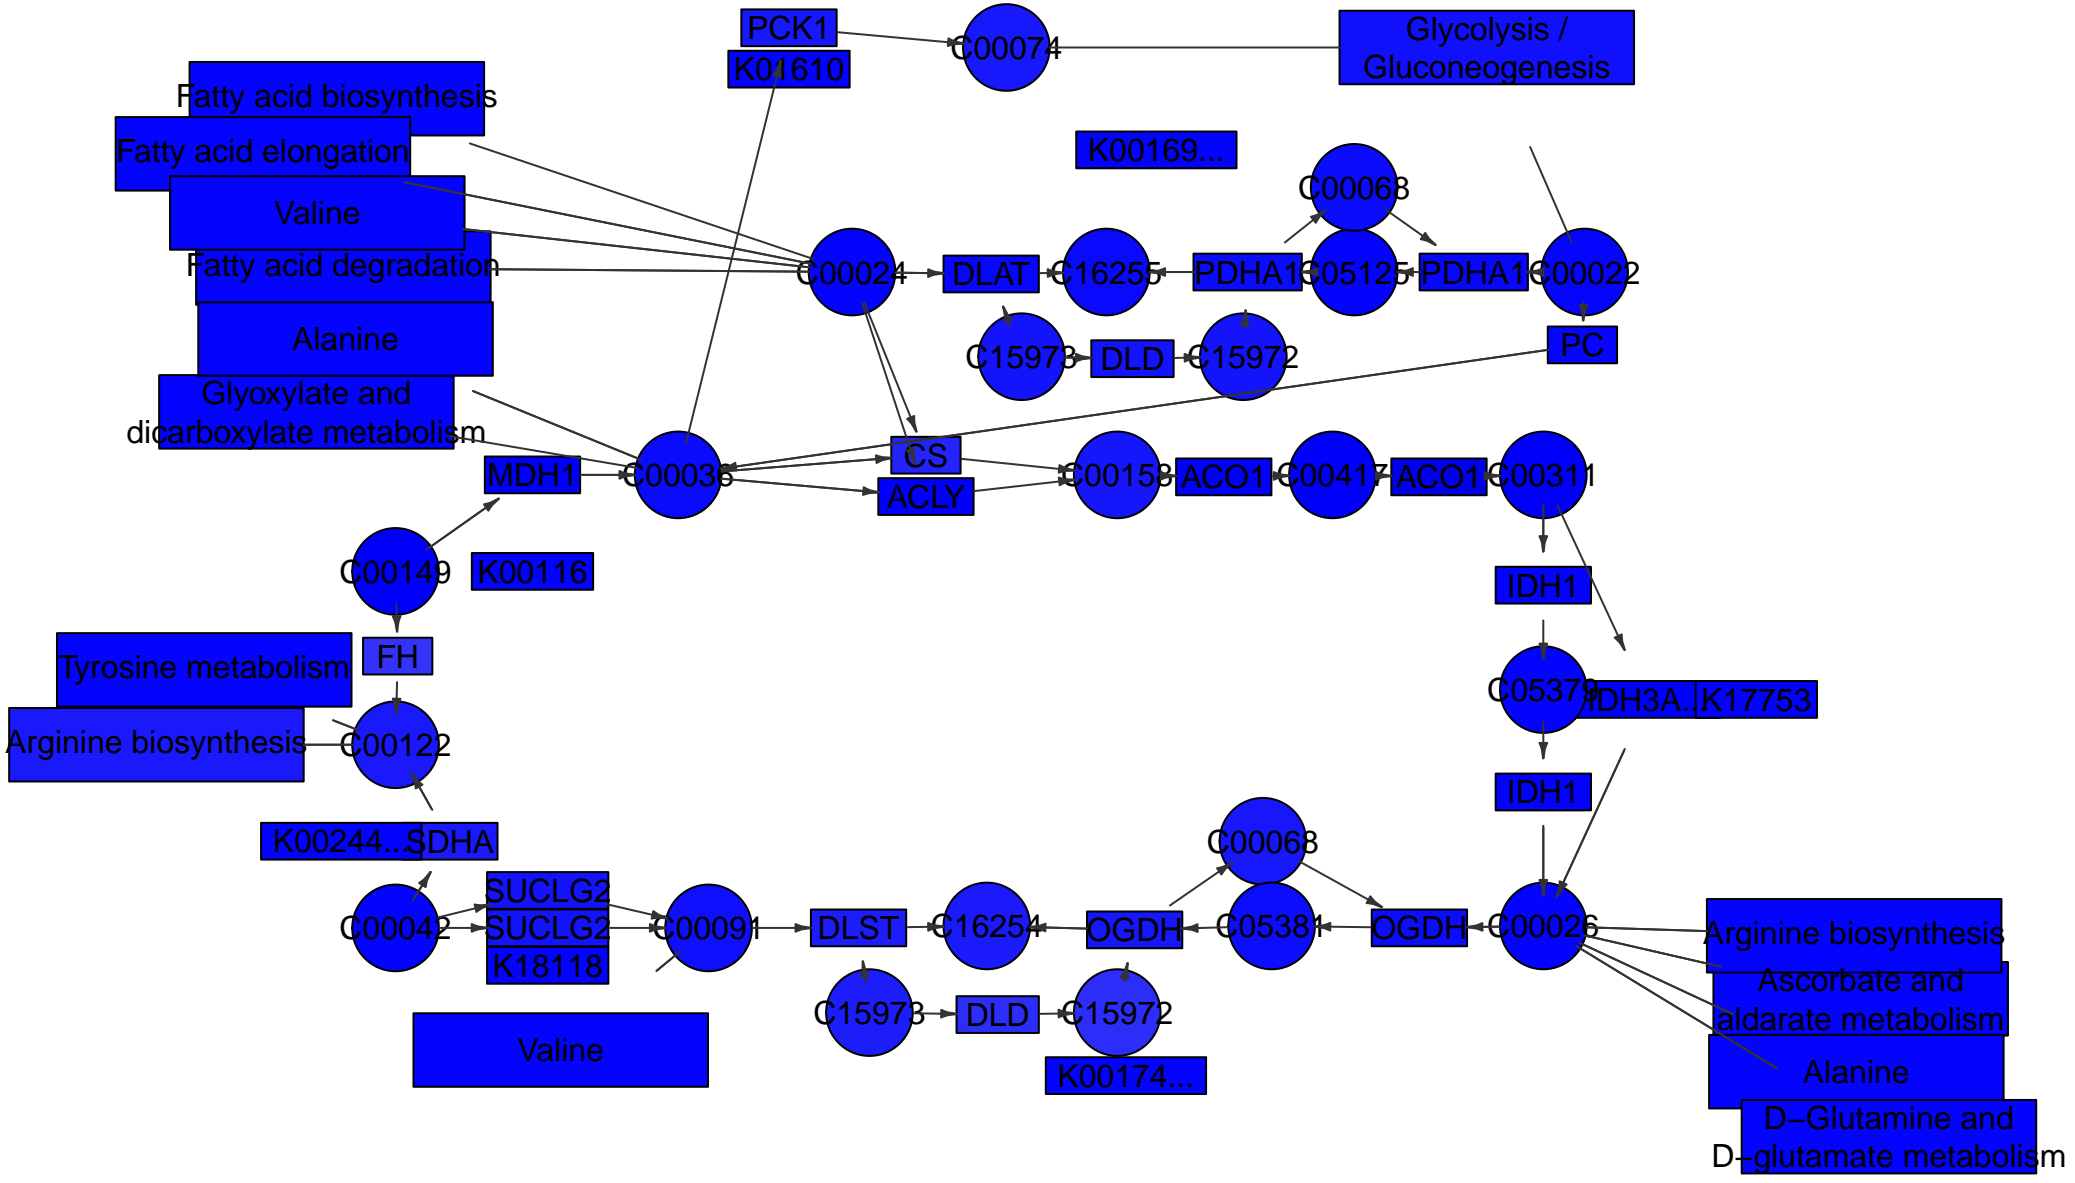 PCK1
C00074
Glycolysis /
Gluconeogenesis
K01610
Fatty acid biosynthesis
Fatty acid elongation
K00169...
C00068
Valine
Fatty acid degradation
C00024
DLAT
C16255
PDHA1
C05125
PDHA1
C00022
Alanine
C15973
DLD
C15972
PC
Glyoxylate and
dicarboxylate metabolism
MDH1
C00036
CS
ACLY
C00158
ACO1
C00417
ACO1
C00311
C00149
K00116
IDH1
FH
Tyrosine metabolism
C05379
IDH3A...
K17753
Arginine biosynthesis
C00122
IDH1
K00244...
SDHA
C00068
SUCLG2
C00042
SUCLG2
C00091
DLST
C16254
OGDH
C05381
OGDH
C00026
Arginine biosynthesis
K18118
Ascorbate and
aldarate metabolism
C15973
DLD
C15972
Valine
K00174...
Alanine
D−Glutamine and
D−glutamate metabolism